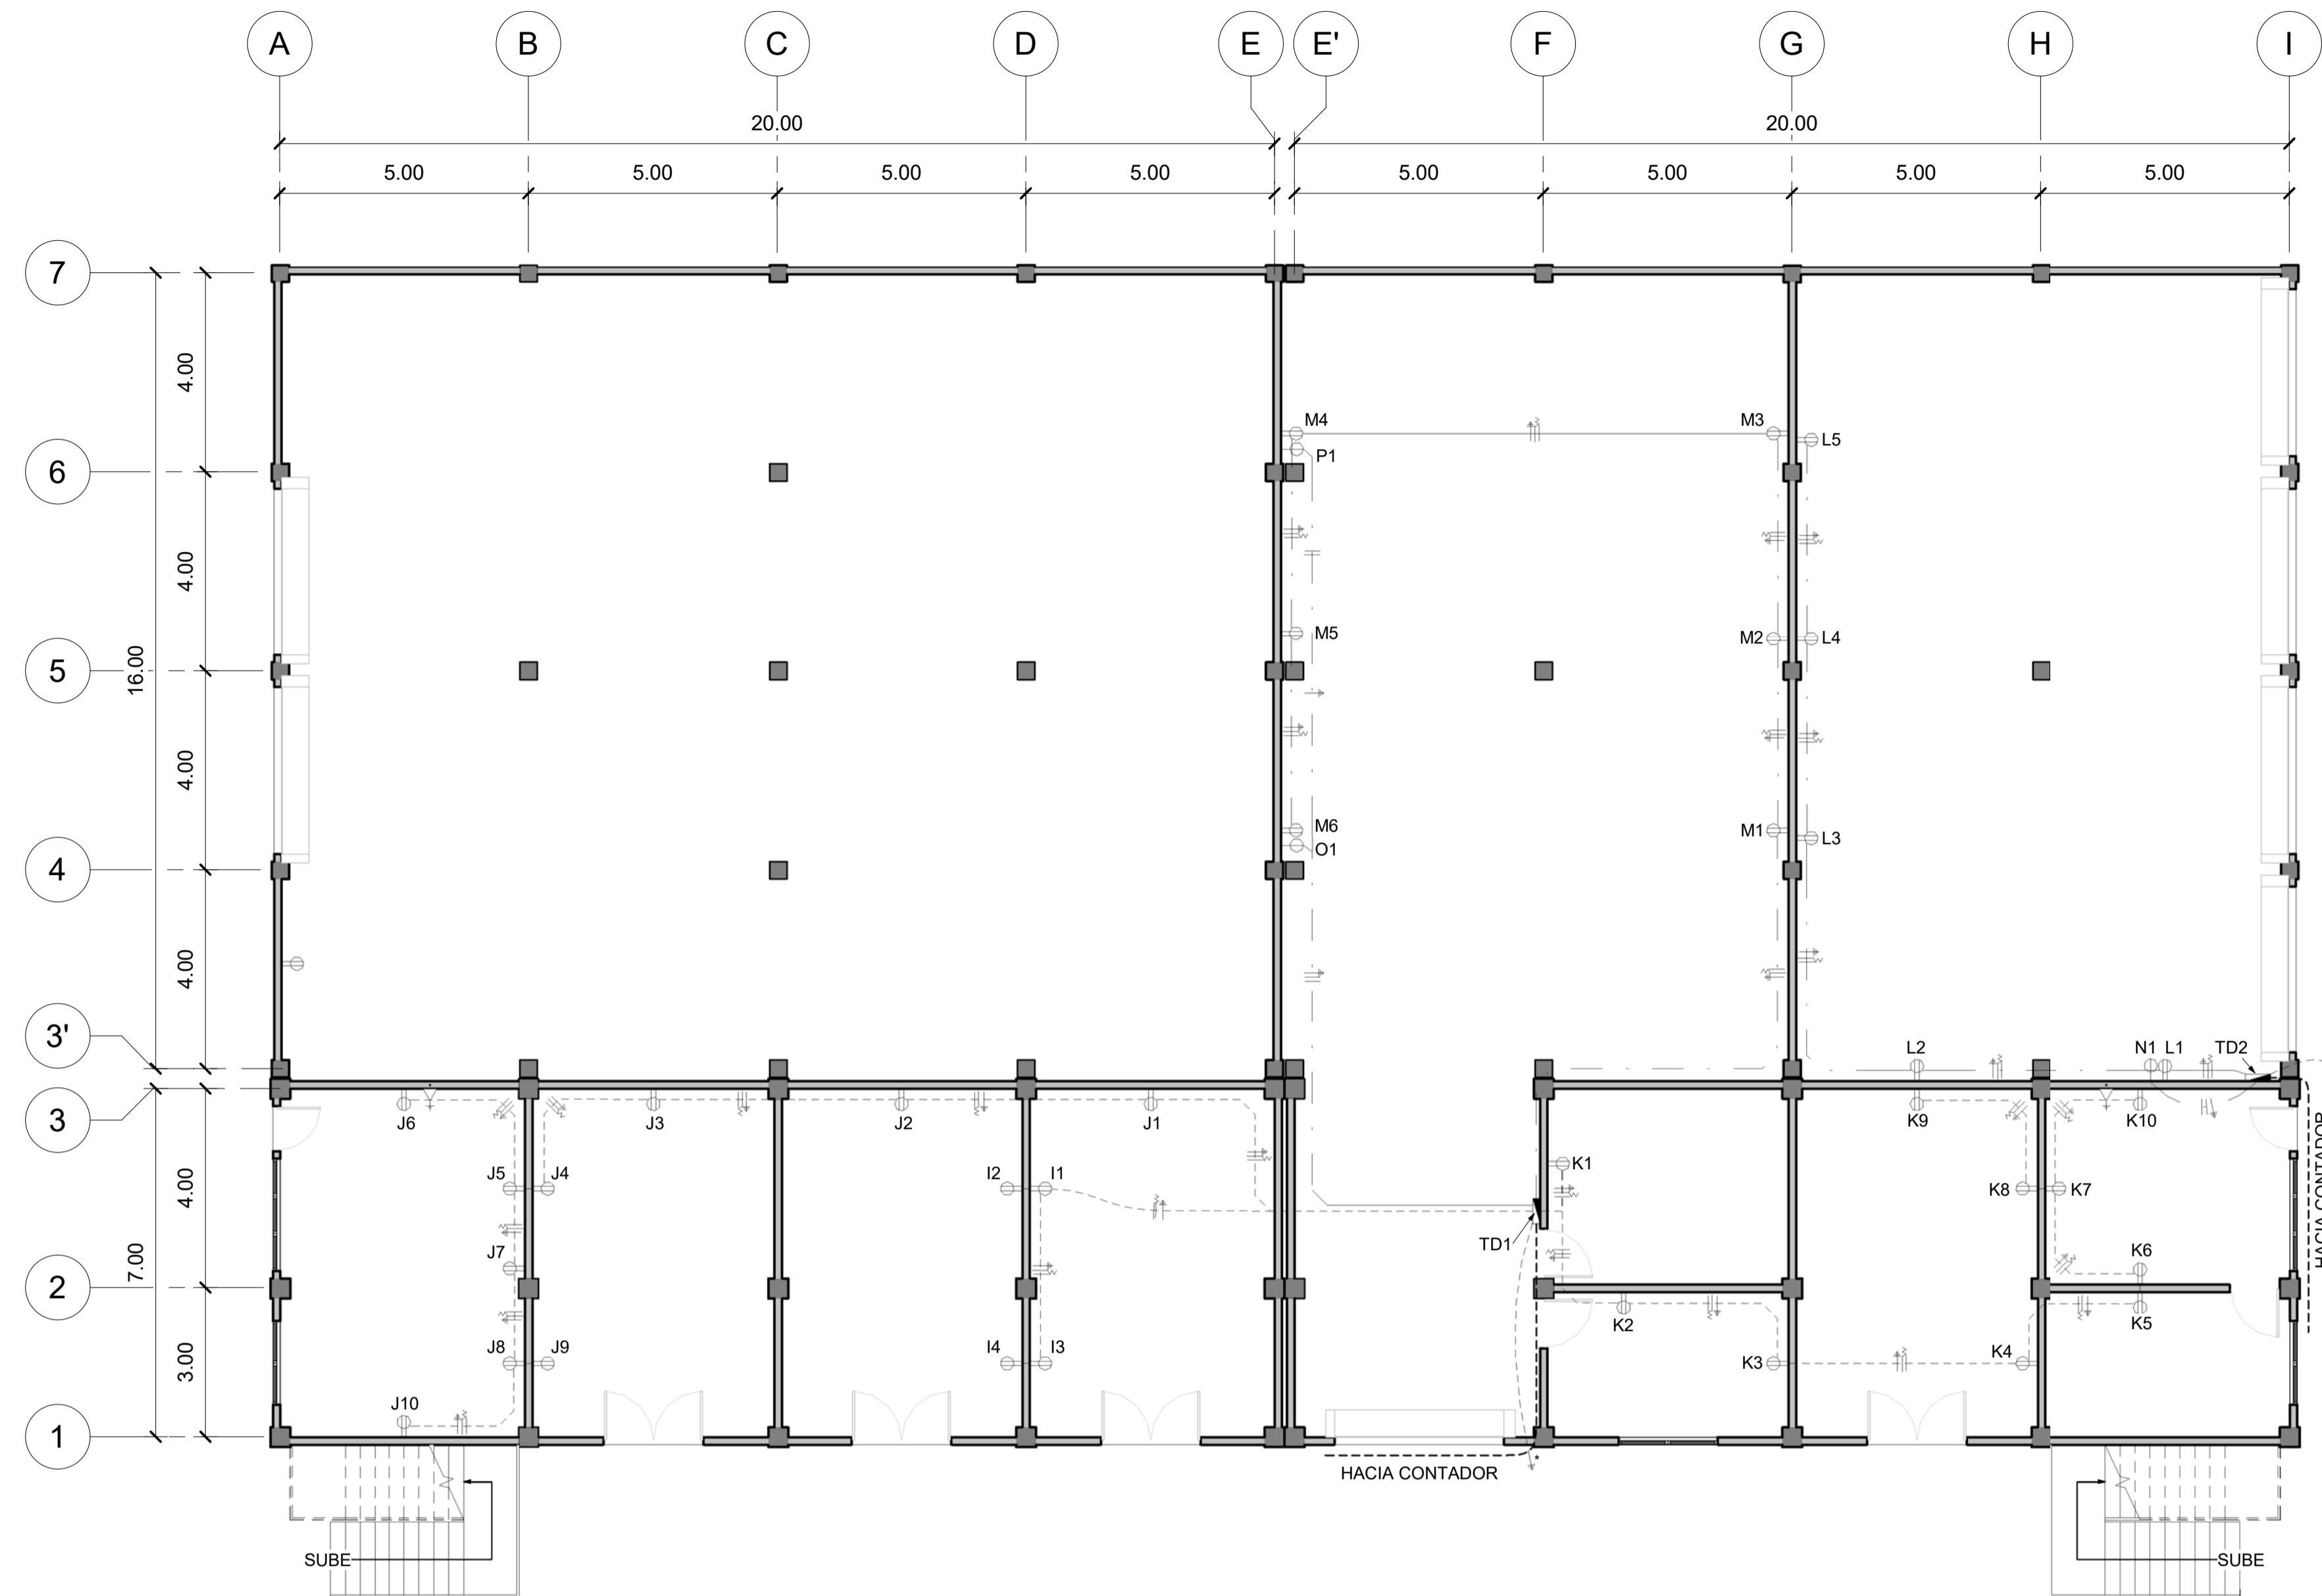 A B C D E E' F G H I
20.00 20.00
5.00 5.00 5.00 5.00 5.00 5.00 5.00 5.00
7
4.00
M4 M3
L5
P1
6
4.00
M5 M2 L4
5
16.00
4.00
M6 M1 L3
O1
4
4.00
3'
L2 N1 L1 TD2
3
J6 J3 J2 J1 K9 K10
HACIA CONTADOR
K1
J5 J4 I2 I1 K8 K7
4.00
TD1
7.00
J7 K6
2
K2 K5
3.00
J8 J9 I4 I3 K3 K4
J10
1
HACIA CONTADOR
*
SUBE SUBE